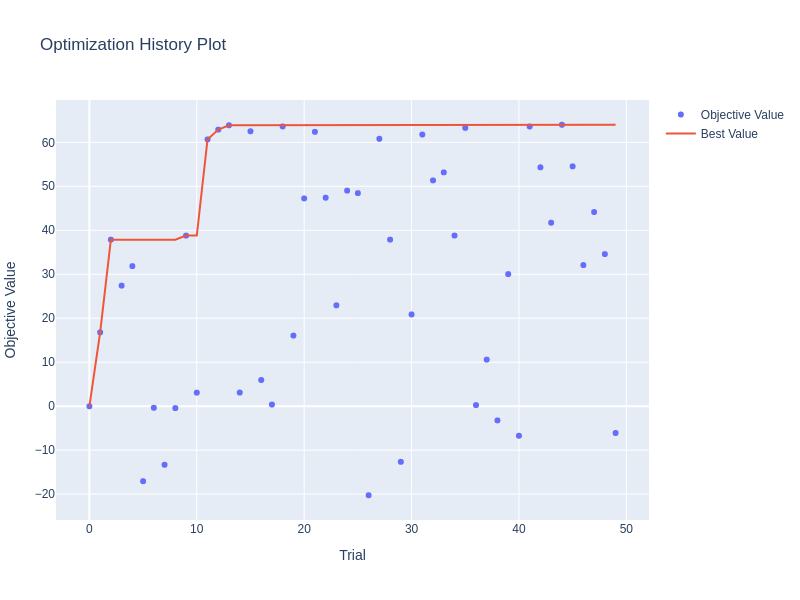 Optimization History Plot
Objective Value
Best Value
60
50
40
30
20
10
0
−10
−20
Objective Value
0 10 20 30 40 50
Trial